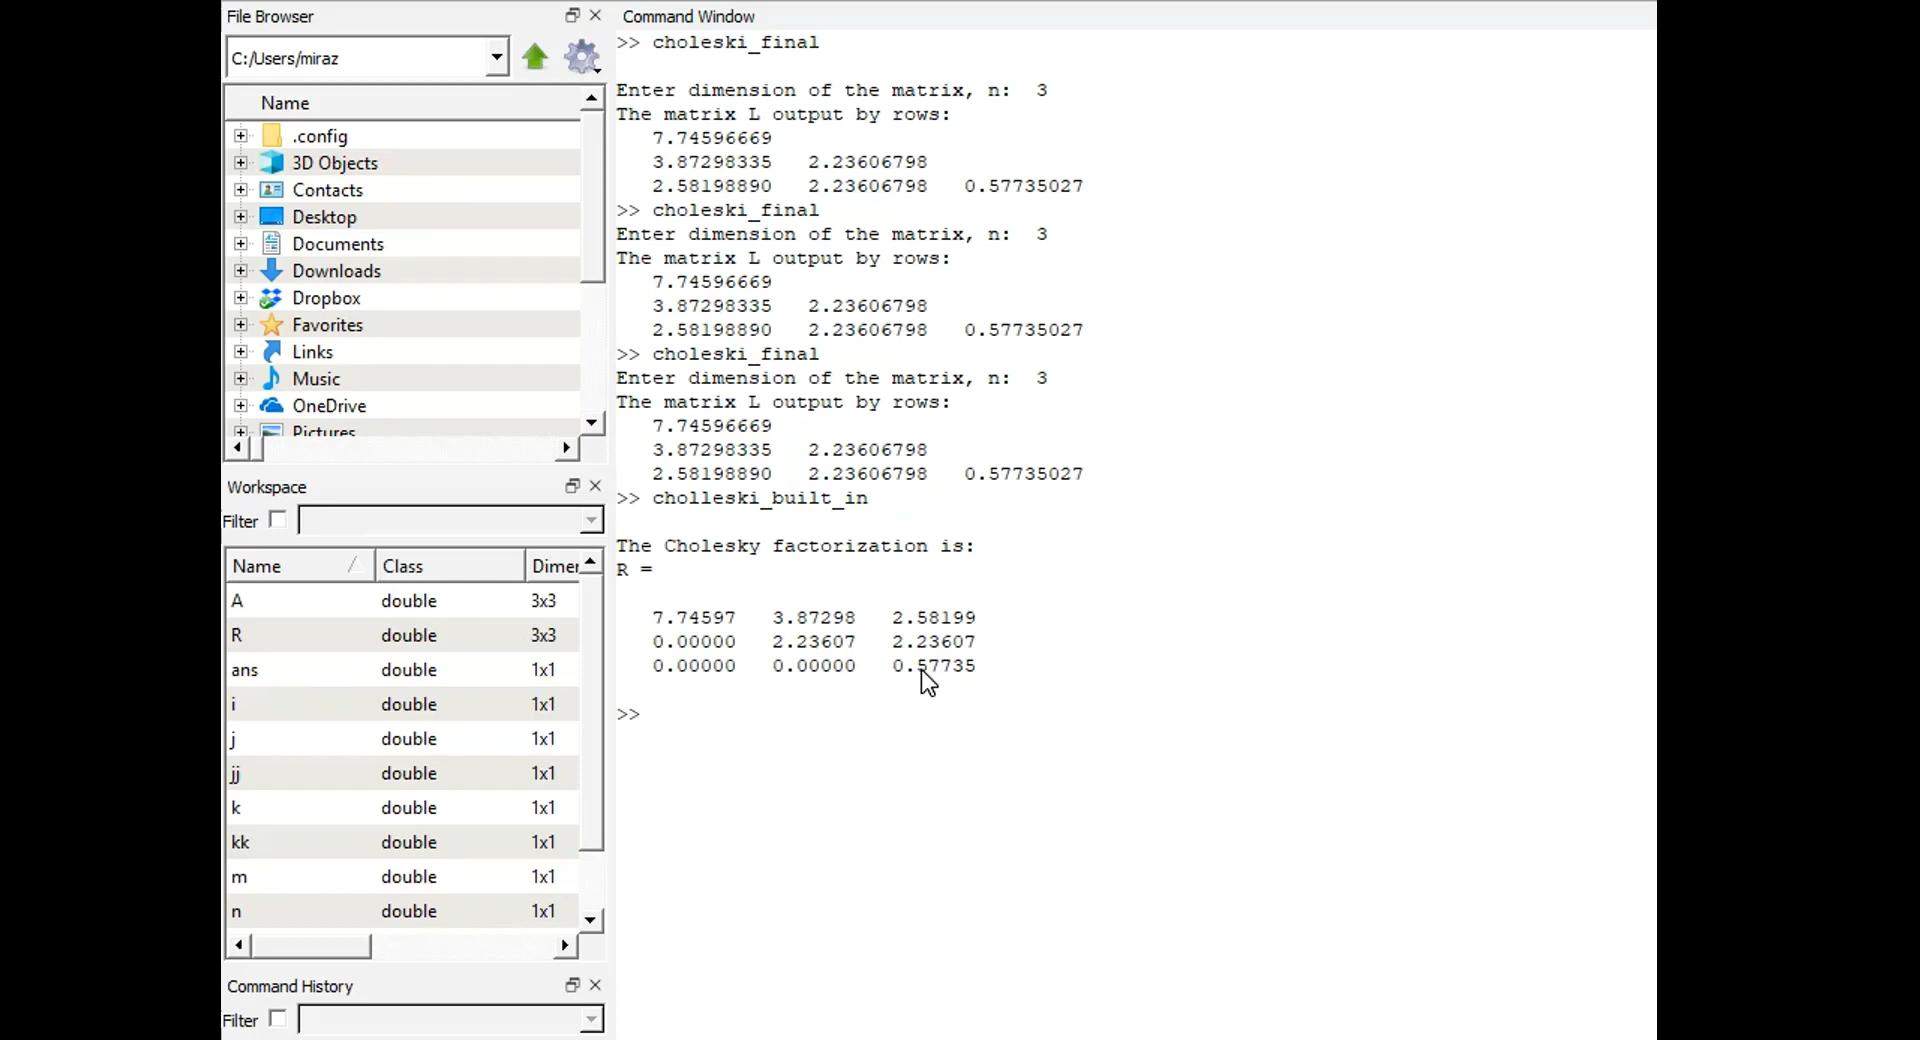 File Browser
C:/Users/miraz
Name
.config
3D Objects
Contacts
Desktop
Documents
Downloads
Dropbox
Favorites
Links
Music
OneDrive
Pictures
Workspace
Filter
Name Class Dimer
A double 3x3
R double 3x3
ans double 1x1
i double 1x1
j double 1x1
jj double 1x1
k double 1x1
kk double 1x1
m double 1x1
n double 1x1
Command History
Filter
Command Window
>> choleski_final
Enter dimension of the matrix, n: 3
The matrix L output by rows:
7.74596669
3.87298335 2.23606798
2.58198890 2.23606798 0.57735027
>> choleski_final
Enter dimension of the matrix, n: 3
The matrix L output by rows:
7.74596669
3.87298335 2.23606798
2.58198890 2.23606798 0.57735027
>> choleski_final
Enter dimension of the matrix, n: 3
The matrix L output by rows:
7.74596669
3.87298335 2.23606798
2.58198890 2.23606798 0.57735027
>> cholleski_built_in
The Cholesky factorization is:
R =
7.74597 3.87298 2.58199
0.00000 2.23607 2.23607
0.00000 0.00000 0.57735
>>